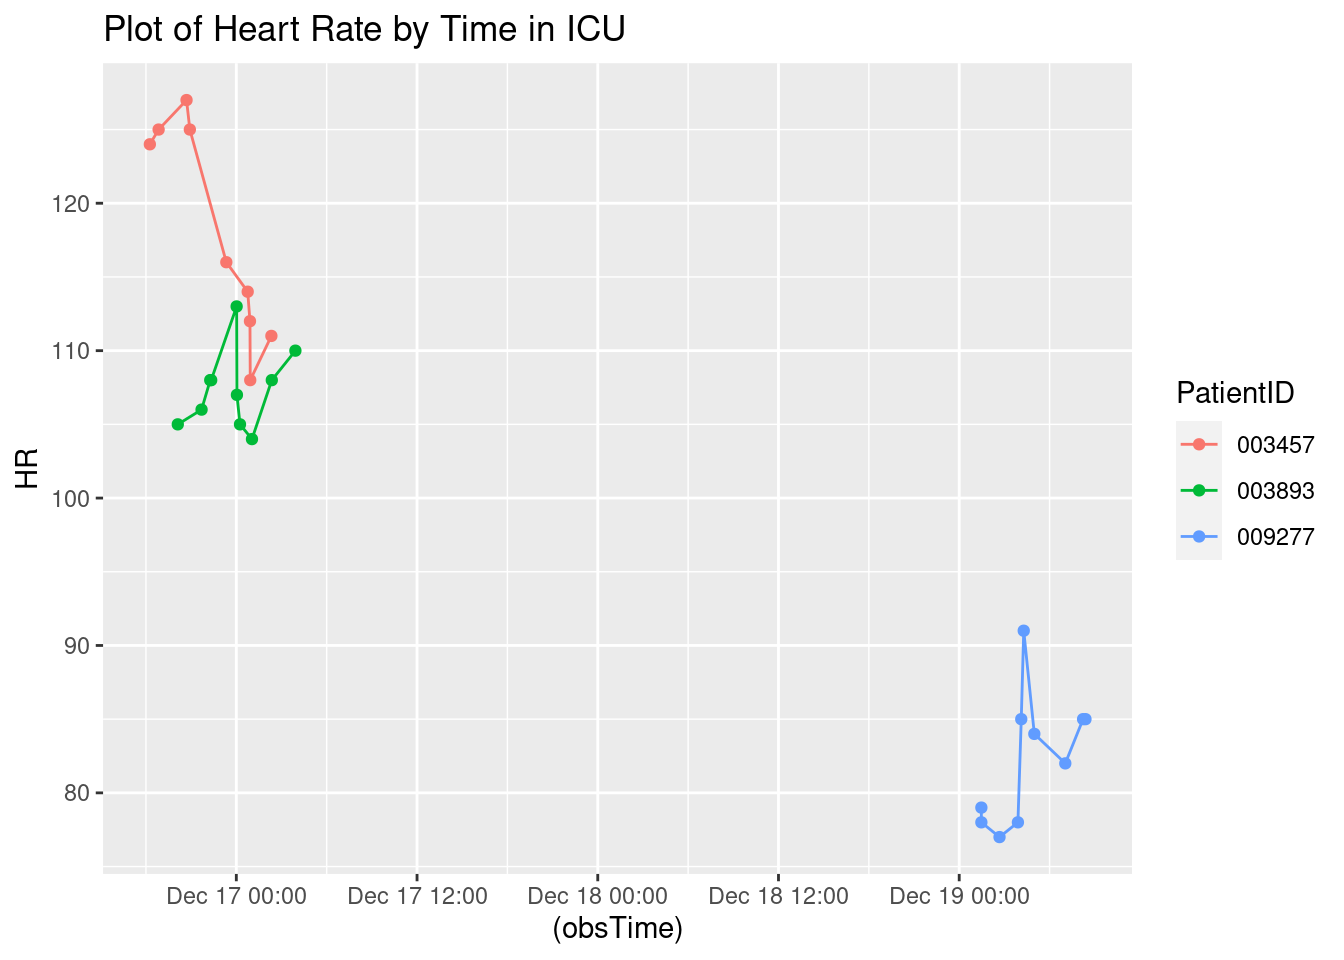 Plot of Heart Rate by Time in ICU
120
110
100
90
80
HR
Dec 17 00:00 Dec 17 12:00 Dec 18 00:00 Dec 18 12:00 Dec 19 00:00
(obsTime)
PatientID
003457
003893
009277